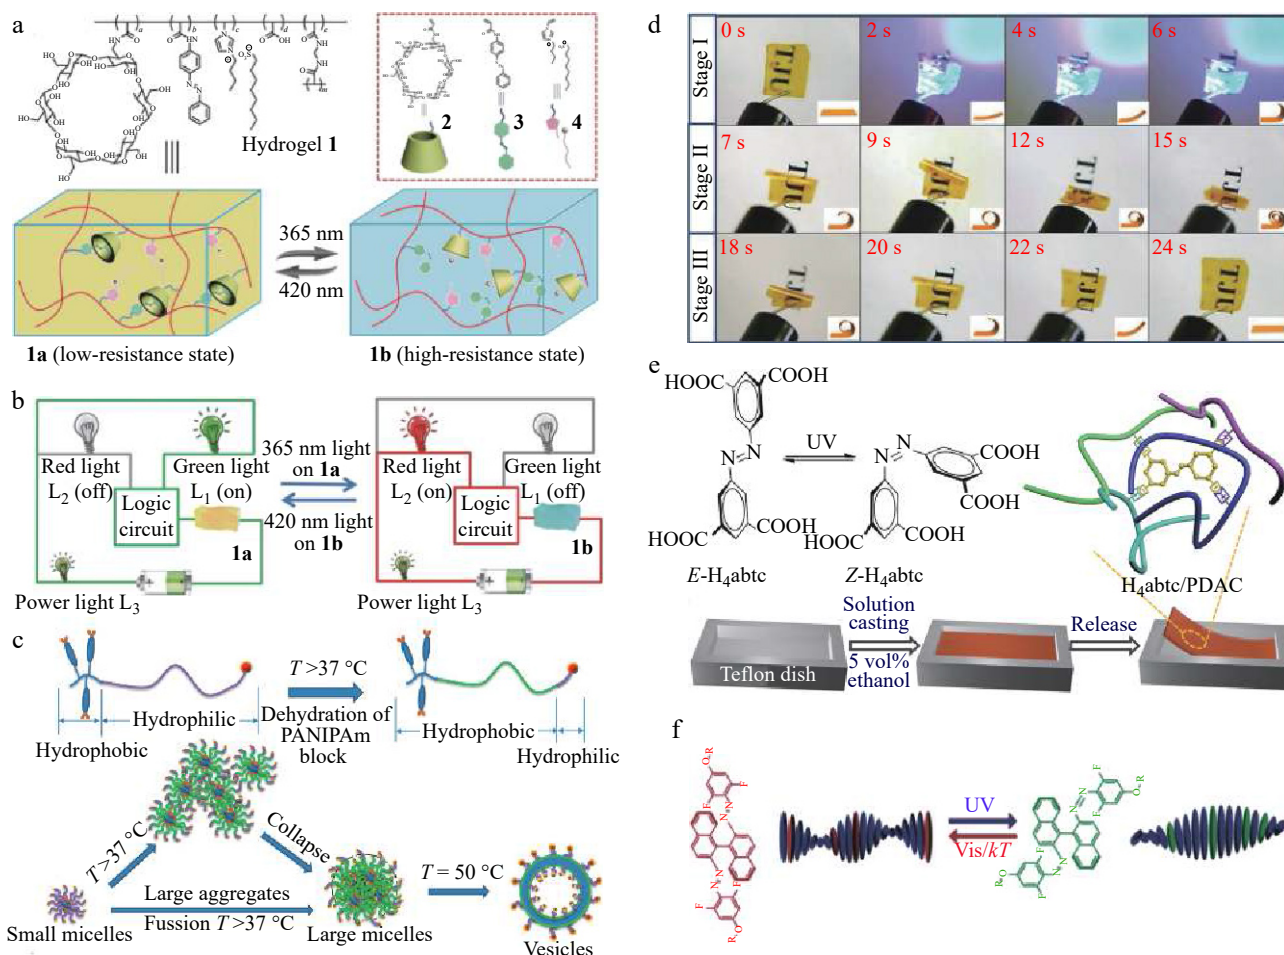 a
Hydrogel 1
2
3
4
365 nm
420 nm
1a (low-resistance state)
1b (high-resistance state)
b
Red light
L2 (off)
Green light
L1 (on)
Logic
circuit
1a
Power light L3
365 nm light
on 1a
420 nm light
on 1b
Red light
L2 (on)
Green light
L1 (off)
Logic
circuit
1b
Power light L3
c
Hydrophilic
Hydrophobic
T >37 °C
Dehydration of
PANIPAm
block
Hydrophobic
Hydrophilic
T >37 °C
Collapse
Large aggregates
Fussion T >37 °C
T = 50 °C
Small micelles
Large micelles
Vesicles
d
Stage I
0 s
2 s
4 s
6 s
TJU
Stage II
7 s
9 s
12 s
15 s
Stage III
18 s
20 s
22 s
24 s
e
HOOC
COOH
N
N
HOOC
COOH
E-H4abtc
UV
N
N
COOH
COOH
HOOC
COOH
Z-H4abtc
H4abtc/PDAC
Teflon dish
Solution
casting
5 vol%
ethanol
Release
f
UV
Vis/kT